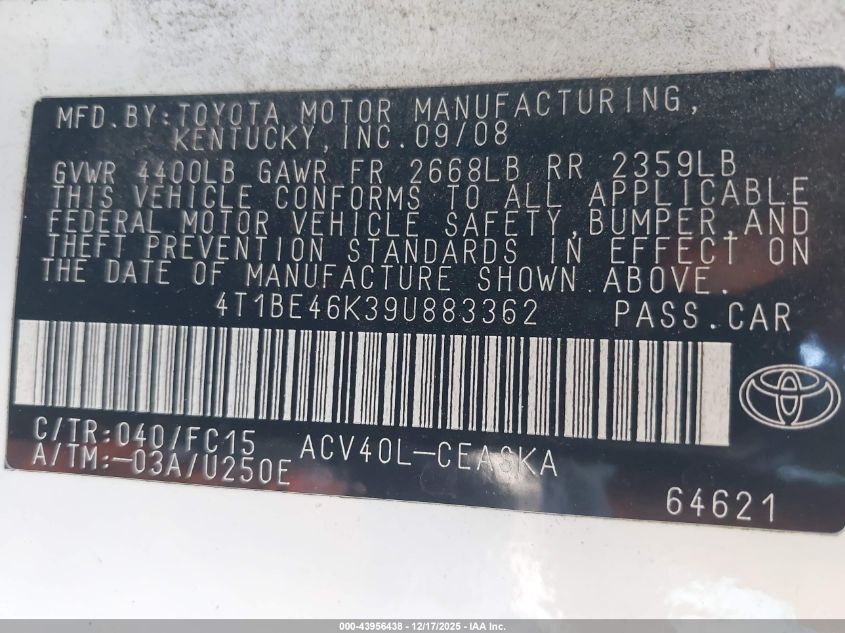 MFD.BY:TOYOTA MOTOR MANUFACTURING,
KENTUCKY,INC.09/08
GVWR 4400LB GAWR FR 2668LB RR 2359LB
THIS VEHICLE CONFORMS TO ALL APPLICABLE
FEDERAL MOTOR VEHICLE SAFETY,BUMPER,AND
THEFT PREVENTION STANDARDS IN EFFECT ON
THE DATE OF MANUFACTURE SHOWN ABOVE.
4T1BE46K39U883362 PASS.CAR
C/TR:040/FC15 ACV40L-CEASKA
A/TM:-03A/U250E
64621
000-43956438 - 12/17/2025 - IAA Inc.